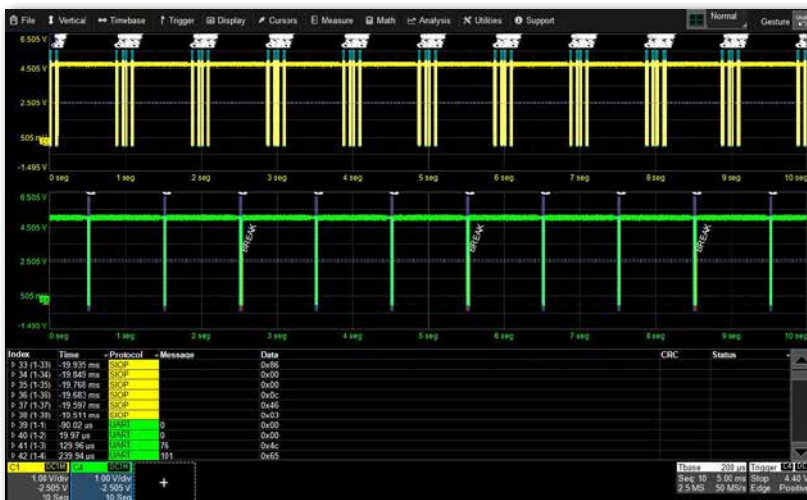 File Vertical Timebase Trigger Display Cursors Measure Math Analysis Utilities Support Normal Gesture
6.505 V
4.505 V
2.505 V
505 mV
-1.495 V
0 seg 1 seg 2 seg 3 seg 4 seg 5 seg 6 seg 7 seg 8 seg 9 seg 10 seg
6.505 V
4.505 V
BREAK BREAK BREAK
2.505 V
505 mV
-1.495 V
0 seg 1 seg 2 seg 3 seg 4 seg 5 seg 6 seg 7 seg 8 seg 9 seg 10 seg
Index Time Protocol Message Data CRC Status
33 (1-33) -19.935 ms SIOP 0x86
34 (1-34) -19.849 ms SIOP 0x00
35 (1-35) -19.768 ms SIOP 0x00
36 (1-36) -19.683 ms SIOP 0x0c
37 (1-37) -19.597 ms SIOP 0x46
38 (1-38) -19.511 ms SIOP 0x03
39 (1-1) -90.02 µs UART 0 0x00
40 (1-2) 19.97 µs UART 0 0x00
41 (1-3) 129.96 µs UART 76 0x4c
42 (1-4) 239.94 µs UART 101 0x65
C1 DC1M C4 DC1M Tbase 200 µs Trigger C4 DC
1.00 V/div 1.00 V/div + Seq: 10 5.00 ms Stop 4.40 V
-2.505 V -2.505 V 2.5 MS 50 MS/s Edge Positive
10 Seg 10 Seg